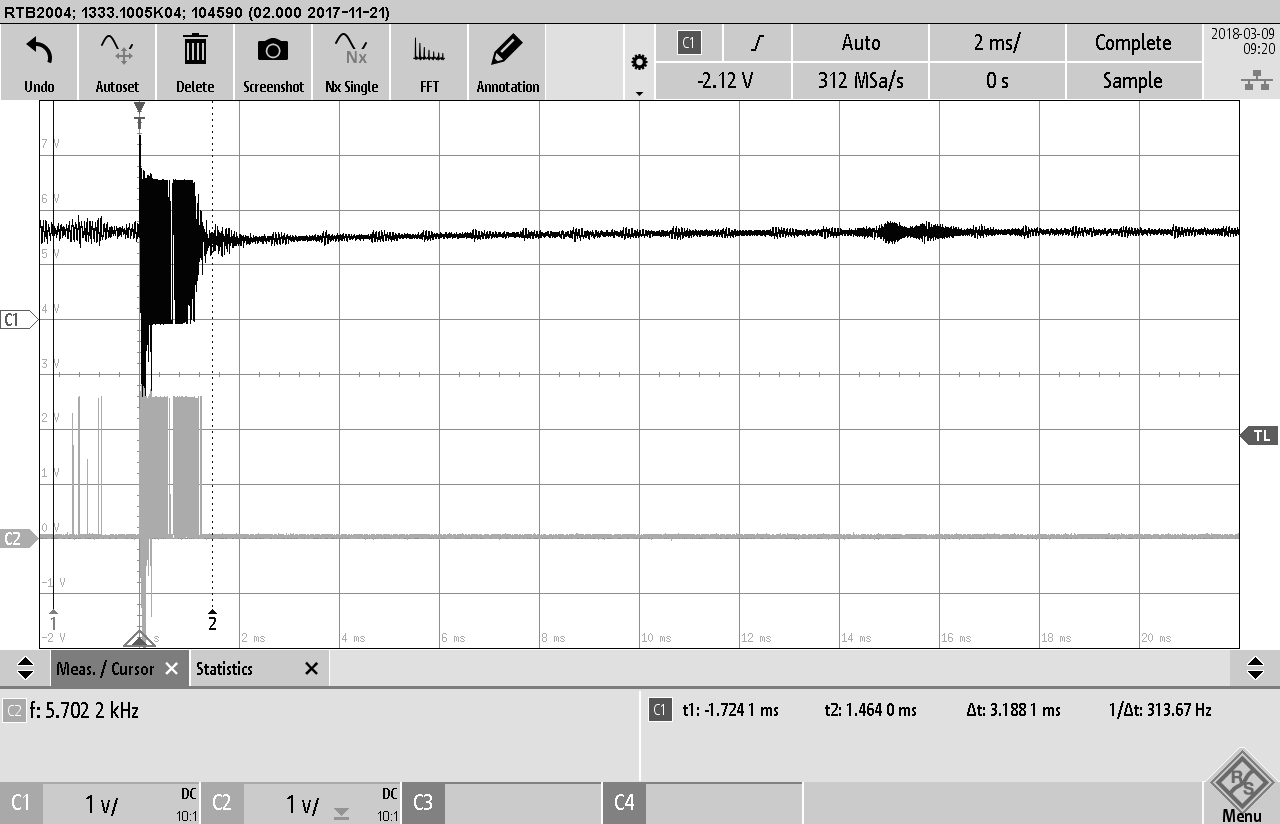 RTB2004; 1333.1005K04; 104590 (02.000 2017-11-21)
Undo
Autoset
Delete
Screenshot
Nx
Nx Single
FFT
Annotation
C1
Auto
2 ms/
Complete
2018-03-09
09:20
-2.12 V
312 MSa/s
0 s
Sample
T
7 V
6 V
5 V
4 V
C1
3 V
2 V
TL
1 V
0 V
C2
-1 V
1
2
-2 V
s
2 ms
4 ms
6 ms
8 ms
10 ms
12 ms
14 ms
16 ms
18 ms
20 ms
Meas. / Cursor
Statistics
C2 f: 5.702 2 kHz
C1 t1: -1.724 1 ms t2: 1.464 0 ms Δt: 3.188 1 ms 1/Δt: 313.67 Hz
C1 1 V/ DC 10:1
C2 1 V/ DC 10:1
C3
C4
R S
Menu